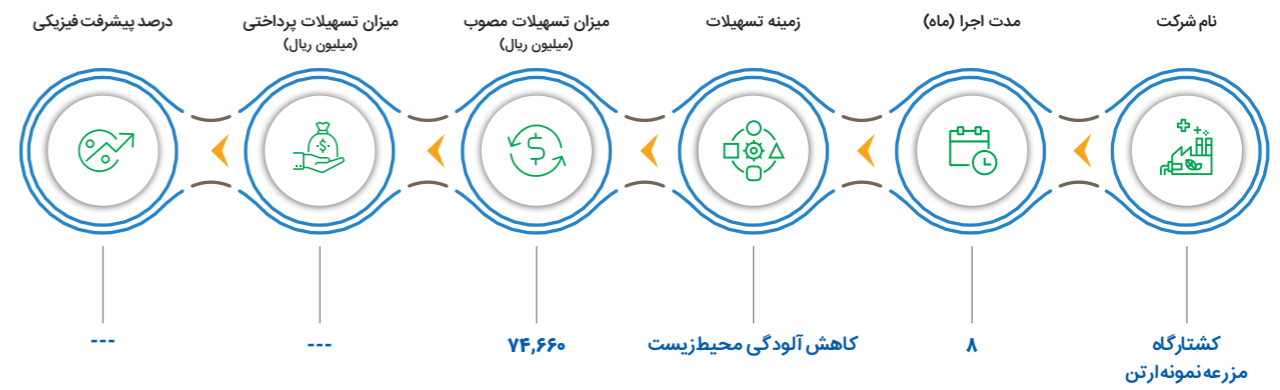 نام شرکت
مدت اجرا (ماه)
زمینه تسهیلات
میزان تسهیلات مصوب
(میلیون ریال)
میزان تسهیلات پرداختی
(میلیون ریال)
درصد پیشرفت فیزیکی
کشتارگاه
مزرعه نمونه ارتن
۸
کاهش آلودگی محیط‌زیست
۷۴,۶۶۰
---
---